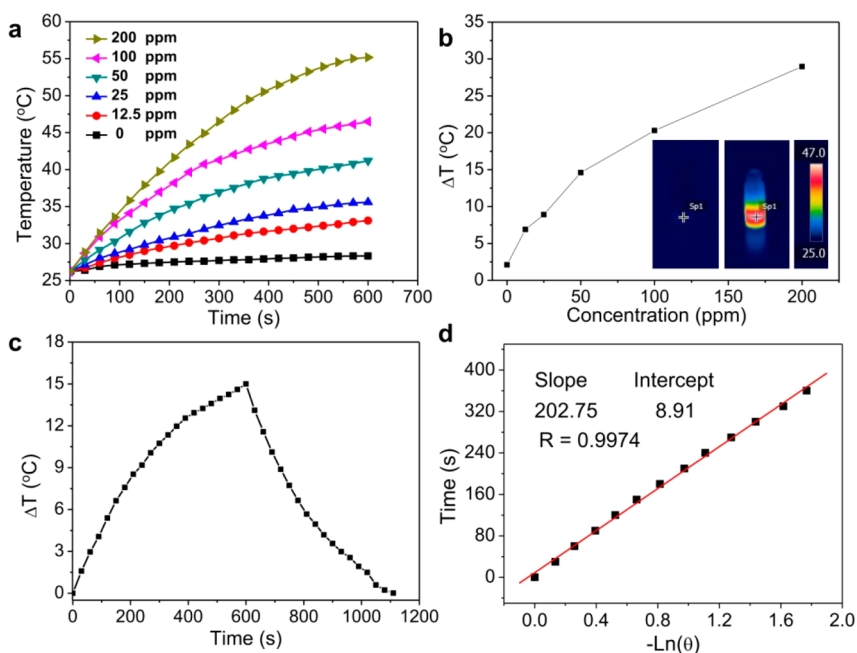 a
Temperature (°C)
65
60
55
50
45
40
35
30
25
200 ppm
100 ppm
50 ppm
25 ppm
12.5 ppm
0 ppm
0 100 200 300 400 500 600 700
Time (s)
b
ΔT (°C)
35
30
25
20
15
10
5
0
Sp1
Sp1
47.0
25.0
0 50 100 150 200
Concentration (ppm)
c
ΔT (°C)
18
15
12
9
6
3
0
0 200 400 600 800 1000 1200
Time (s)
d
Time (s)
400
320
240
160
80
0
Slope Intercept
202.75 8.91
R = 0.9974
0.0 0.4 0.8 1.2 1.6 2.0
-Ln(θ)